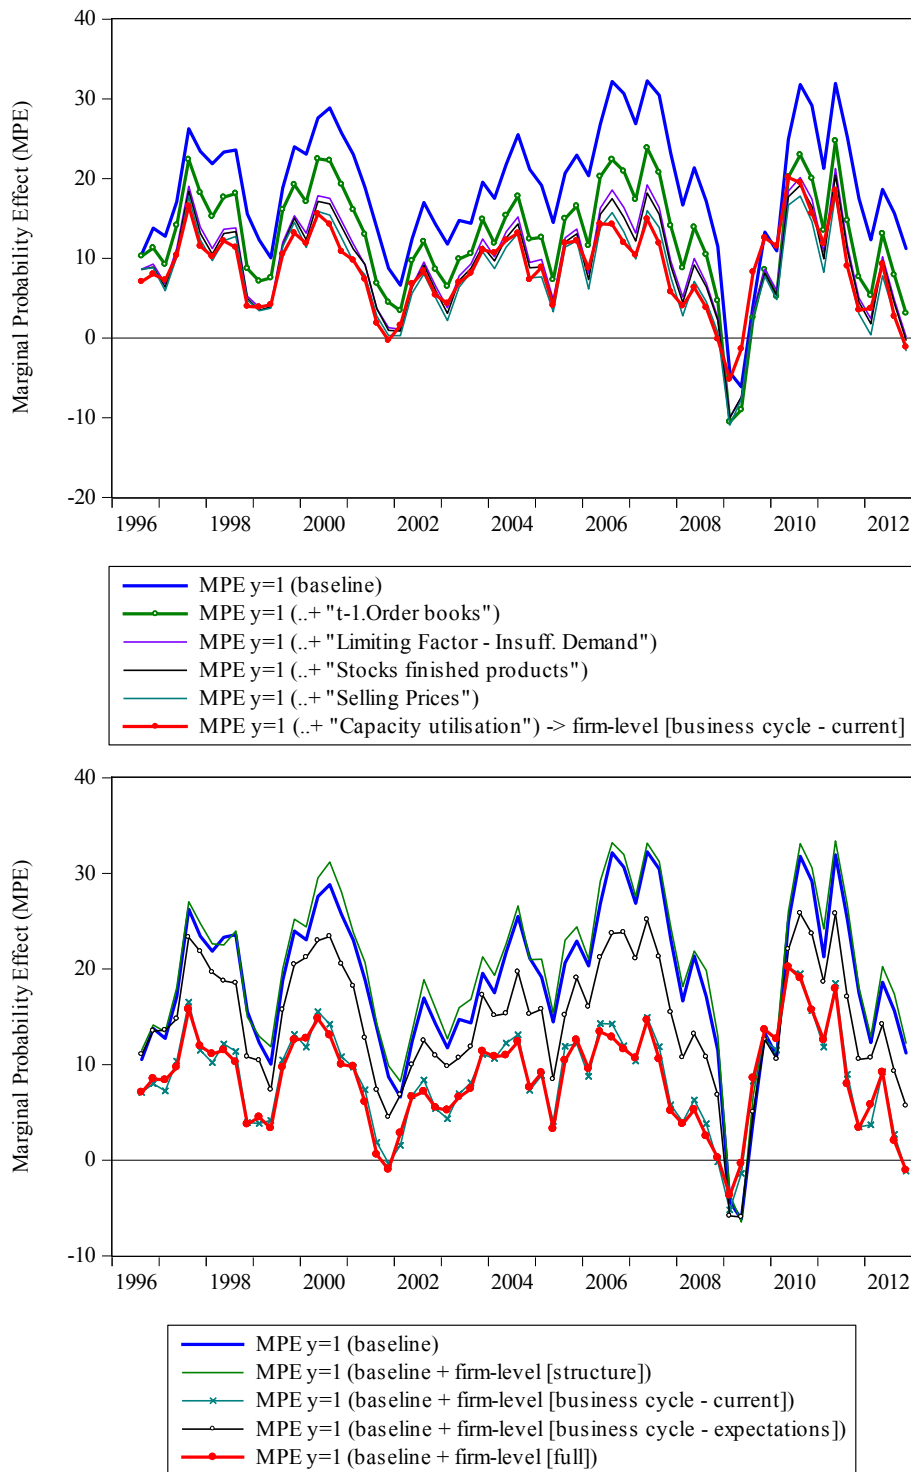 40
30
20
10
0
-10
-20
Marginal Probability Effect (MPE)
1996 1998 2000 2002 2004 2006 2008 2010 2012
MPE y=1 (baseline)
MPE y=1 (..+ "t-1.Order books")
MPE y=1 (..+ "Limiting Factor - Insuff. Demand")
MPE y=1 (..+ "Stocks finished products")
MPE y=1 (..+ "Selling Prices")
MPE y=1 (..+ "Capacity utilisation") -> firm-level [business cycle - current]
40
30
20
10
0
-10
Marginal Probability Effect (MPE)
1996 1998 2000 2002 2004 2006 2008 2010 2012
MPE y=1 (baseline)
MPE y=1 (baseline + firm-level [structure])
MPE y=1 (baseline + firm-level [business cycle - current])
MPE y=1 (baseline + firm-level [business cycle - expectations])
MPE y=1 (baseline + firm-level [full])